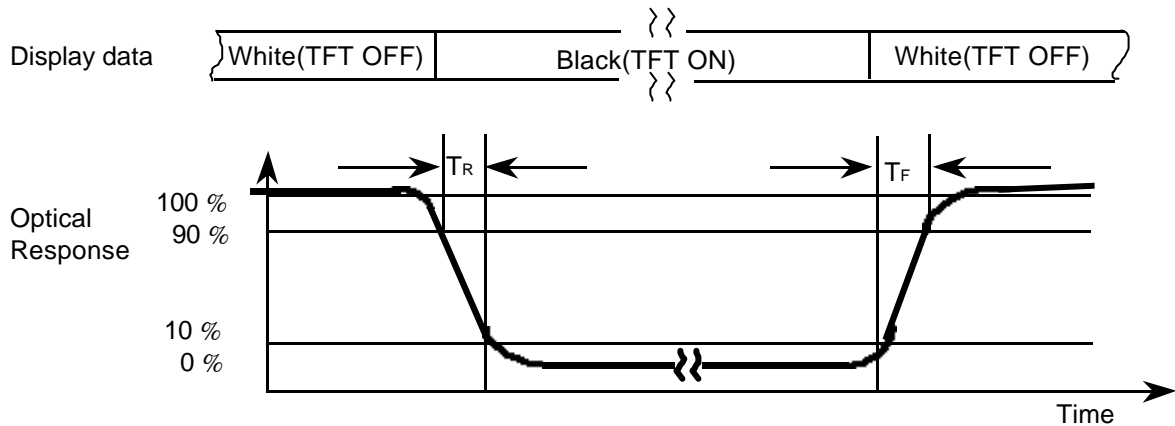 Display data
White(TFT OFF)
Black(TFT ON)
White(TFT OFF)
TR
TF
Optical
Response
100 %
90 %
10 %
0 %
Time